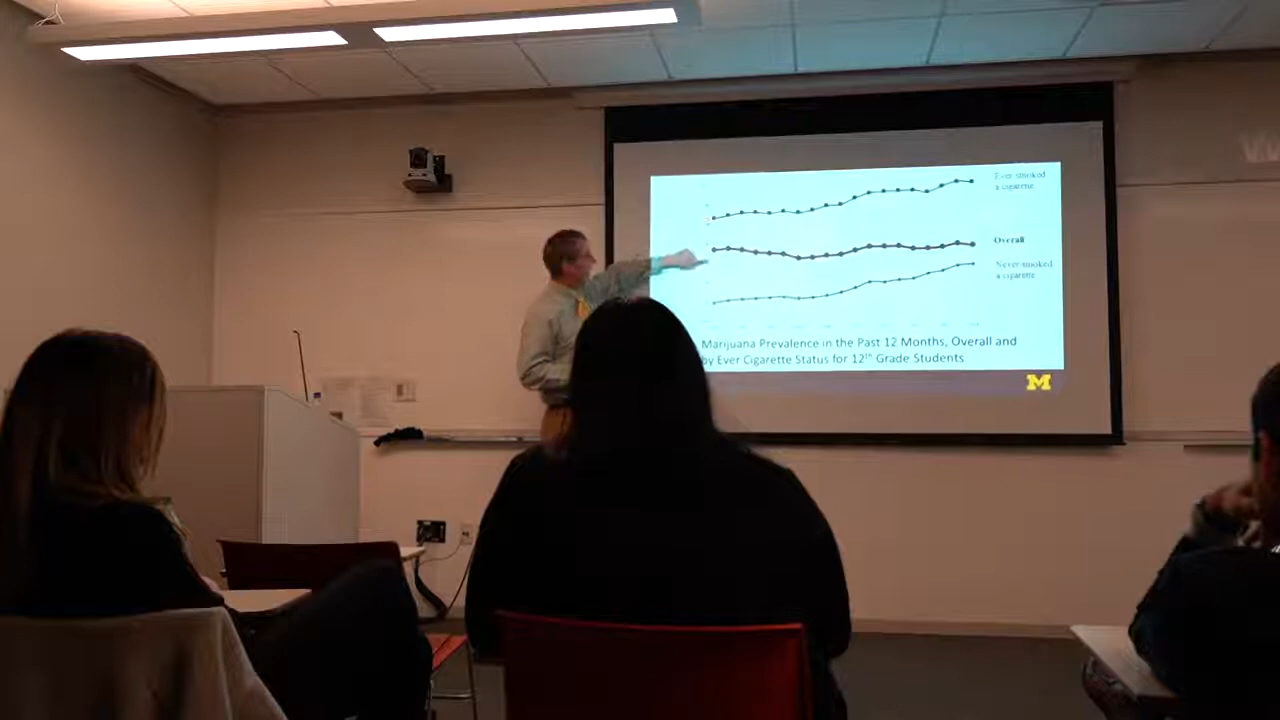 Ever smoked
a cigarette
Overall
Never smoked
a cigarette
Marijuana Prevalence in the Past 12 Months, Overall and
by Ever Cigarette Status for 12th Grade Students
M